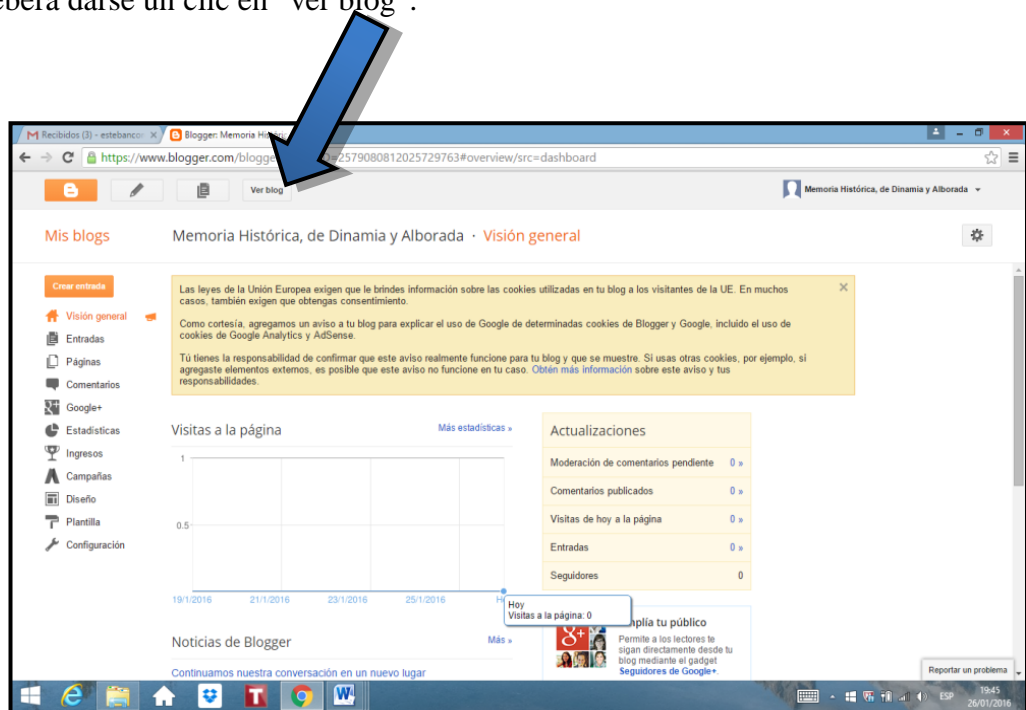 deberá darse un clic en "ver blog".
Recibidos (3) - estebanco
Blogger: Memoria Históric
https://www.blogger.com/blogge
=2579080812025729763#overview/src=dashboard
Ver blog
Memoria Histórica, de Dinamia y Alborada
Mis blogs
Memoria Histórica, de Dinamia y Alborada · Visión general
Crear entrada
Visión general
Entradas
Páginas
Comentarios
Google+
Estadísticas
Ingresos
Campañas
Diseño
Plantilla
Configuración
Las leyes de la Unión Europea exigen que le brindes información sobre las cookies utilizadas en tu blog a los visitantes de la UE. En muchos
casos, también exigen que obtengas consentimiento.
Como cortesía, agregamos un aviso a tu blog para explicar el uso de Google de determinadas cookies de Blogger y Google, incluido el uso de
cookies de Google Analytics y AdSense.
Tú tienes la responsabilidad de confirmar que este aviso realmente funcione para tu blog y que se muestre. Si usas otras cookies, por ejemplo, si
agregaste elementos externos, es posible que este aviso no funcione en tu caso. Obtén más información sobre este aviso y tus
responsabilidades.
Visitas a la página
Más estadísticas »
1
0.5
19/1/2016
21/1/2016
23/1/2016
25/1/2016
Hoy
Visitas a la página: 0
Actualizaciones
Moderación de comentarios pendiente 0 »
Comentarios publicados 0 »
Visitas de hoy a la página 0 »
Entradas 0 »
Seguidores 0
Noticias de Blogger
Más »
Continuamos nuestra conversación en un nuevo lugar
mplía tu público
Permite a los lectores te
sigan directamente desde tu
blog mediante el gadget
Seguidores de Google+.
Reportar un problema
ESP
19:45
26/01/2016